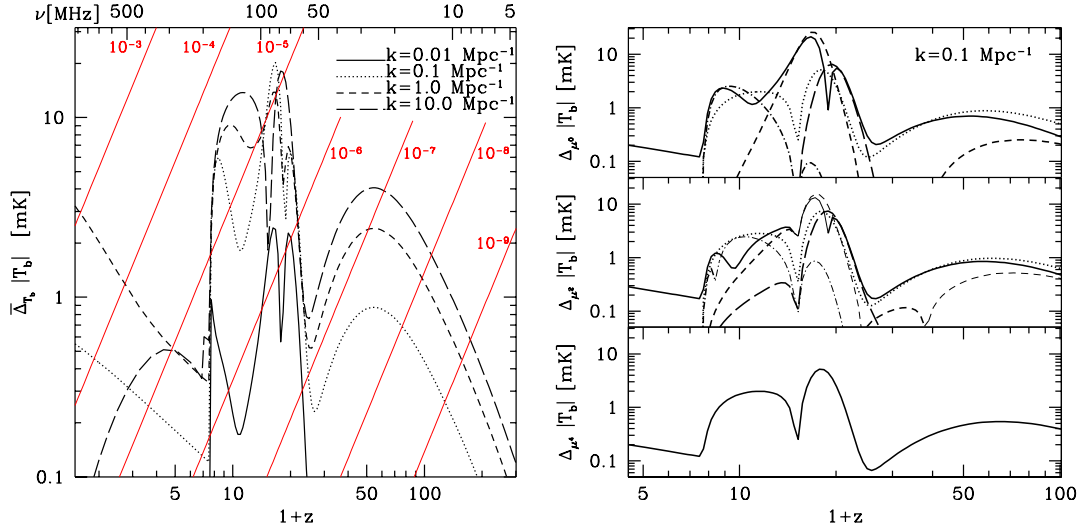 ν[MHz] 500 100 50 10 5
10⁻³ 10⁻⁴ 10⁻⁵
k=0.01 Mpc⁻¹
k=0.1 Mpc⁻¹
k=1.0 Mpc⁻¹
k=10.0 Mpc⁻¹
10⁻⁶ 10⁻⁷ 10⁻⁸
10⁻⁹
10
1
0.1
Δ̅_T_b |T_b| [mK]
5 10 50 100
1+z
k=0.1 Mpc⁻¹
10
1
0.1
Δ_μ⁰ |T_b| [mK]
10
1
0.1
Δ_μ² |T_b| [mK]
10
1
0.1
Δ_μ⁴ |T_b| [mK]
5 10 50 100
1+z